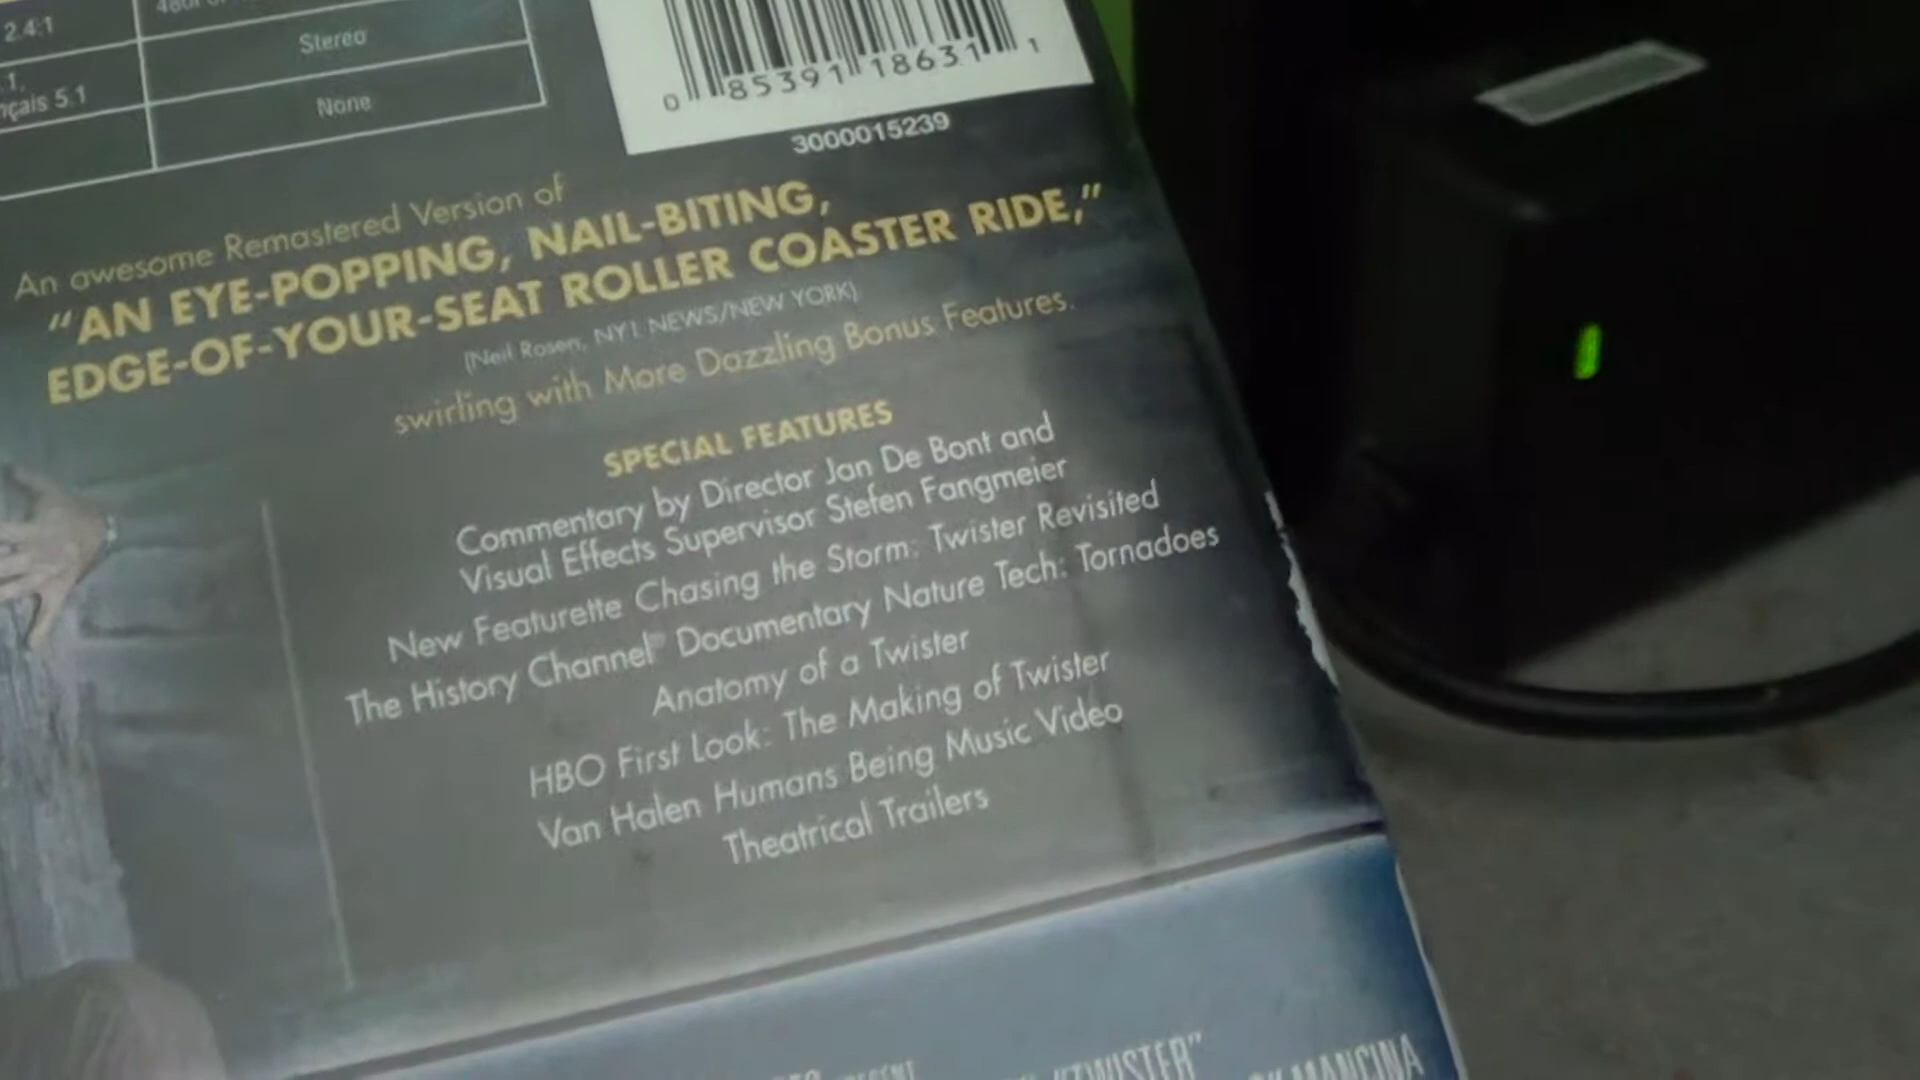 2.4:1
Stereo
.1,
nçais 5.1
None
0 85391 18631 1
3000015239
An awesome Remastered Version of
“AN EYE-POPPING, NAIL-BITING,
EDGE-OF-YOUR-SEAT ROLLER COASTER RIDE,”
(Neil Rosen, NY1 NEWS/NEW YORK)
swirling with More Dazzling Bonus Features.
SPECIAL FEATURES
Commentary by Director Jan De Bont and
Visual Effects Supervisor Stefen Fangmeier
New Featurette Chasing the Storm: Twister Revisited
The History Channel® Documentary Nature Tech: Tornadoes
Anatomy of a Twister
HBO First Look: The Making of Twister
Van Halen Humans Being Music Video
Theatrical Trailers
“TWISTER”
MANCINA